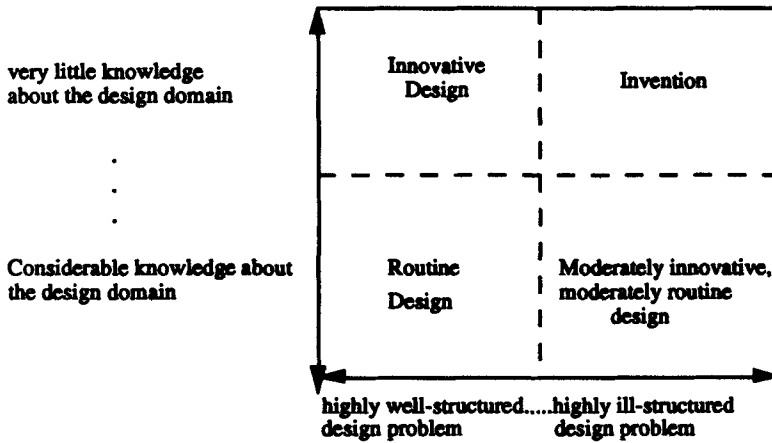 very little knowledge
about the design domain
.
.
.
Considerable knowledge about
the design domain
Innovative
Design
Invention
Routine
Design
Moderately innovative,
moderately routine
design
highly well-structured.....highly ill-structured
design problem design problem